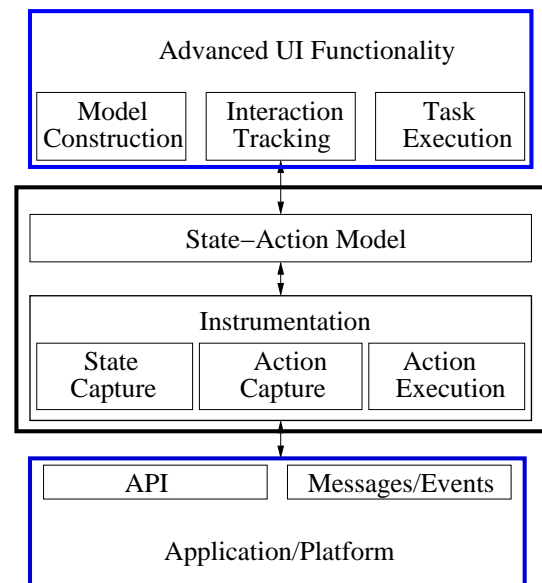 Advanced UI Functionality
Model
Construction
Interaction
Tracking
Task
Execution
State−Action Model
Instrumentation
State
Capture
Action
Capture
Action
Execution
API
Messages/Events
Application/Platform